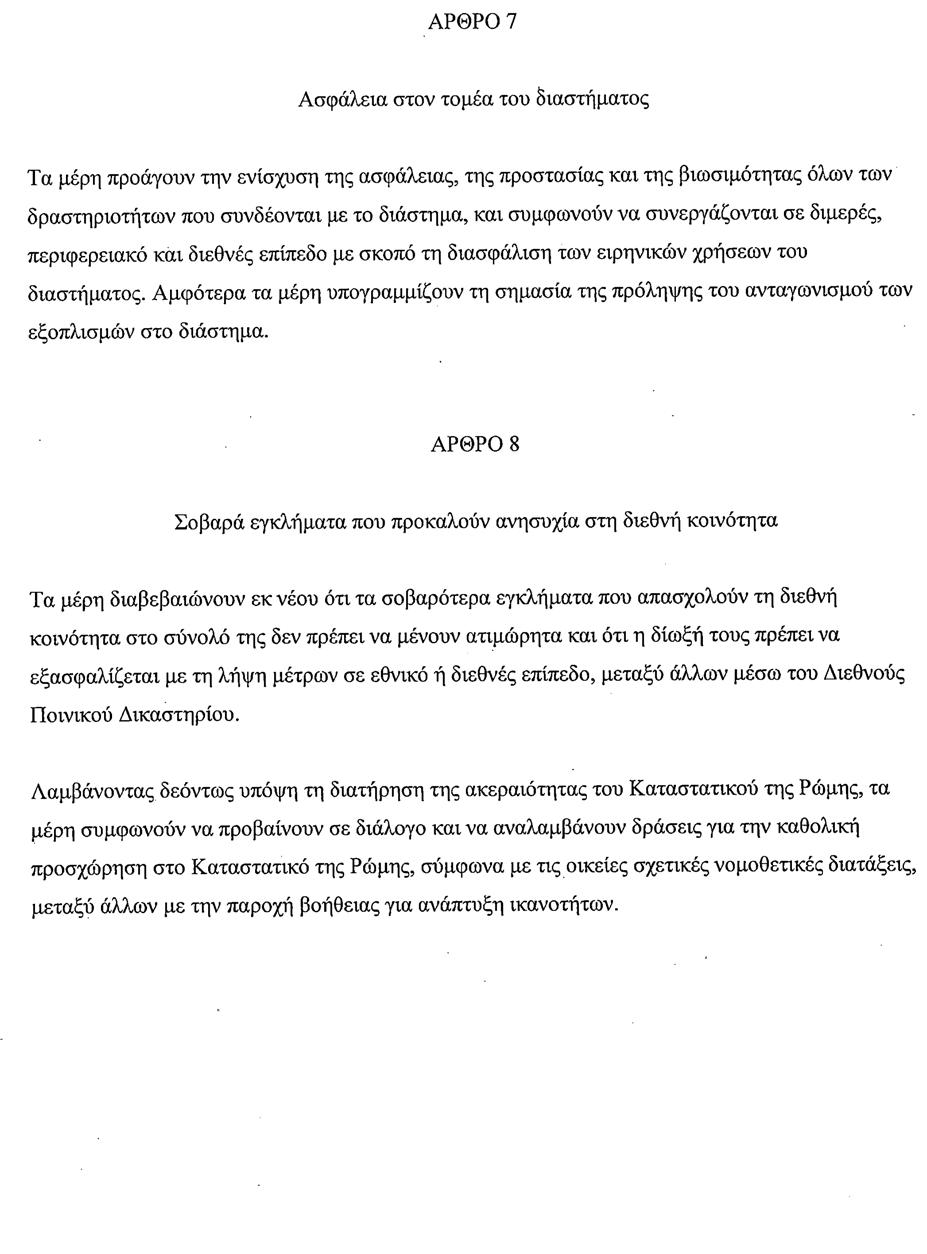 ΑΡΘΡΟ 7
Ασφάλεια στον τομέα του διαστήματος
Τα μέρη προάγουν την ενίσχυση της ασφάλειας, της προστασίας και της βιωσιμότητας όλων των
δραστηριοτήτων που συνδέονται με το διάστημα, και συμφωνούν να συνεργάζονται σε διμερές,
περιφερειακό και διεθνές επίπεδο με σκοπό τη διασφάλιση των ειρηνικών χρήσεων του
διαστήματος. Αμφότερα τα μέρη υπογραμμίζουν τη σημασία της πρόληψης του ανταγωνισμού των
εξοπλισμών στο διάστημα.
ΑΡΘΡΟ 8
Σοβαρά εγκλήματα που προκαλούν ανησυχία στη διεθνή κοινότητα
Τα μέρη διαβεβαιώνουν εκ νέου ότι τα σοβαρότερα εγκλήματα που απασχολούν τη διεθνή
κοινότητα στο σύνολό της δεν πρέπει να μένουν ατιμώρητα και ότι η δίωξή τους πρέπει να
εξασφαλίζεται με τη λήψη μέτρων σε εθνικό ή διεθνές επίπεδο, μεταξύ άλλων μέσω του Διεθνούς
Ποινικού Δικαστηρίου.
Λαμβάνοντας δεόντως υπόψη τη διατήρηση της ακεραιότητας του Καταστατικού της Ρώμης, τα
μέρη συμφωνούν να προβαίνουν σε διάλογο και να αναλαμβάνουν δράσεις για την καθολική
προσχώρηση στο Καταστατικό της Ρώμης, σύμφωνα με τις οικείες σχετικές νομοθετικές διατάξεις,
μεταξύ άλλων με την παροχή βοήθειας για ανάπτυξη ικανοτήτων.